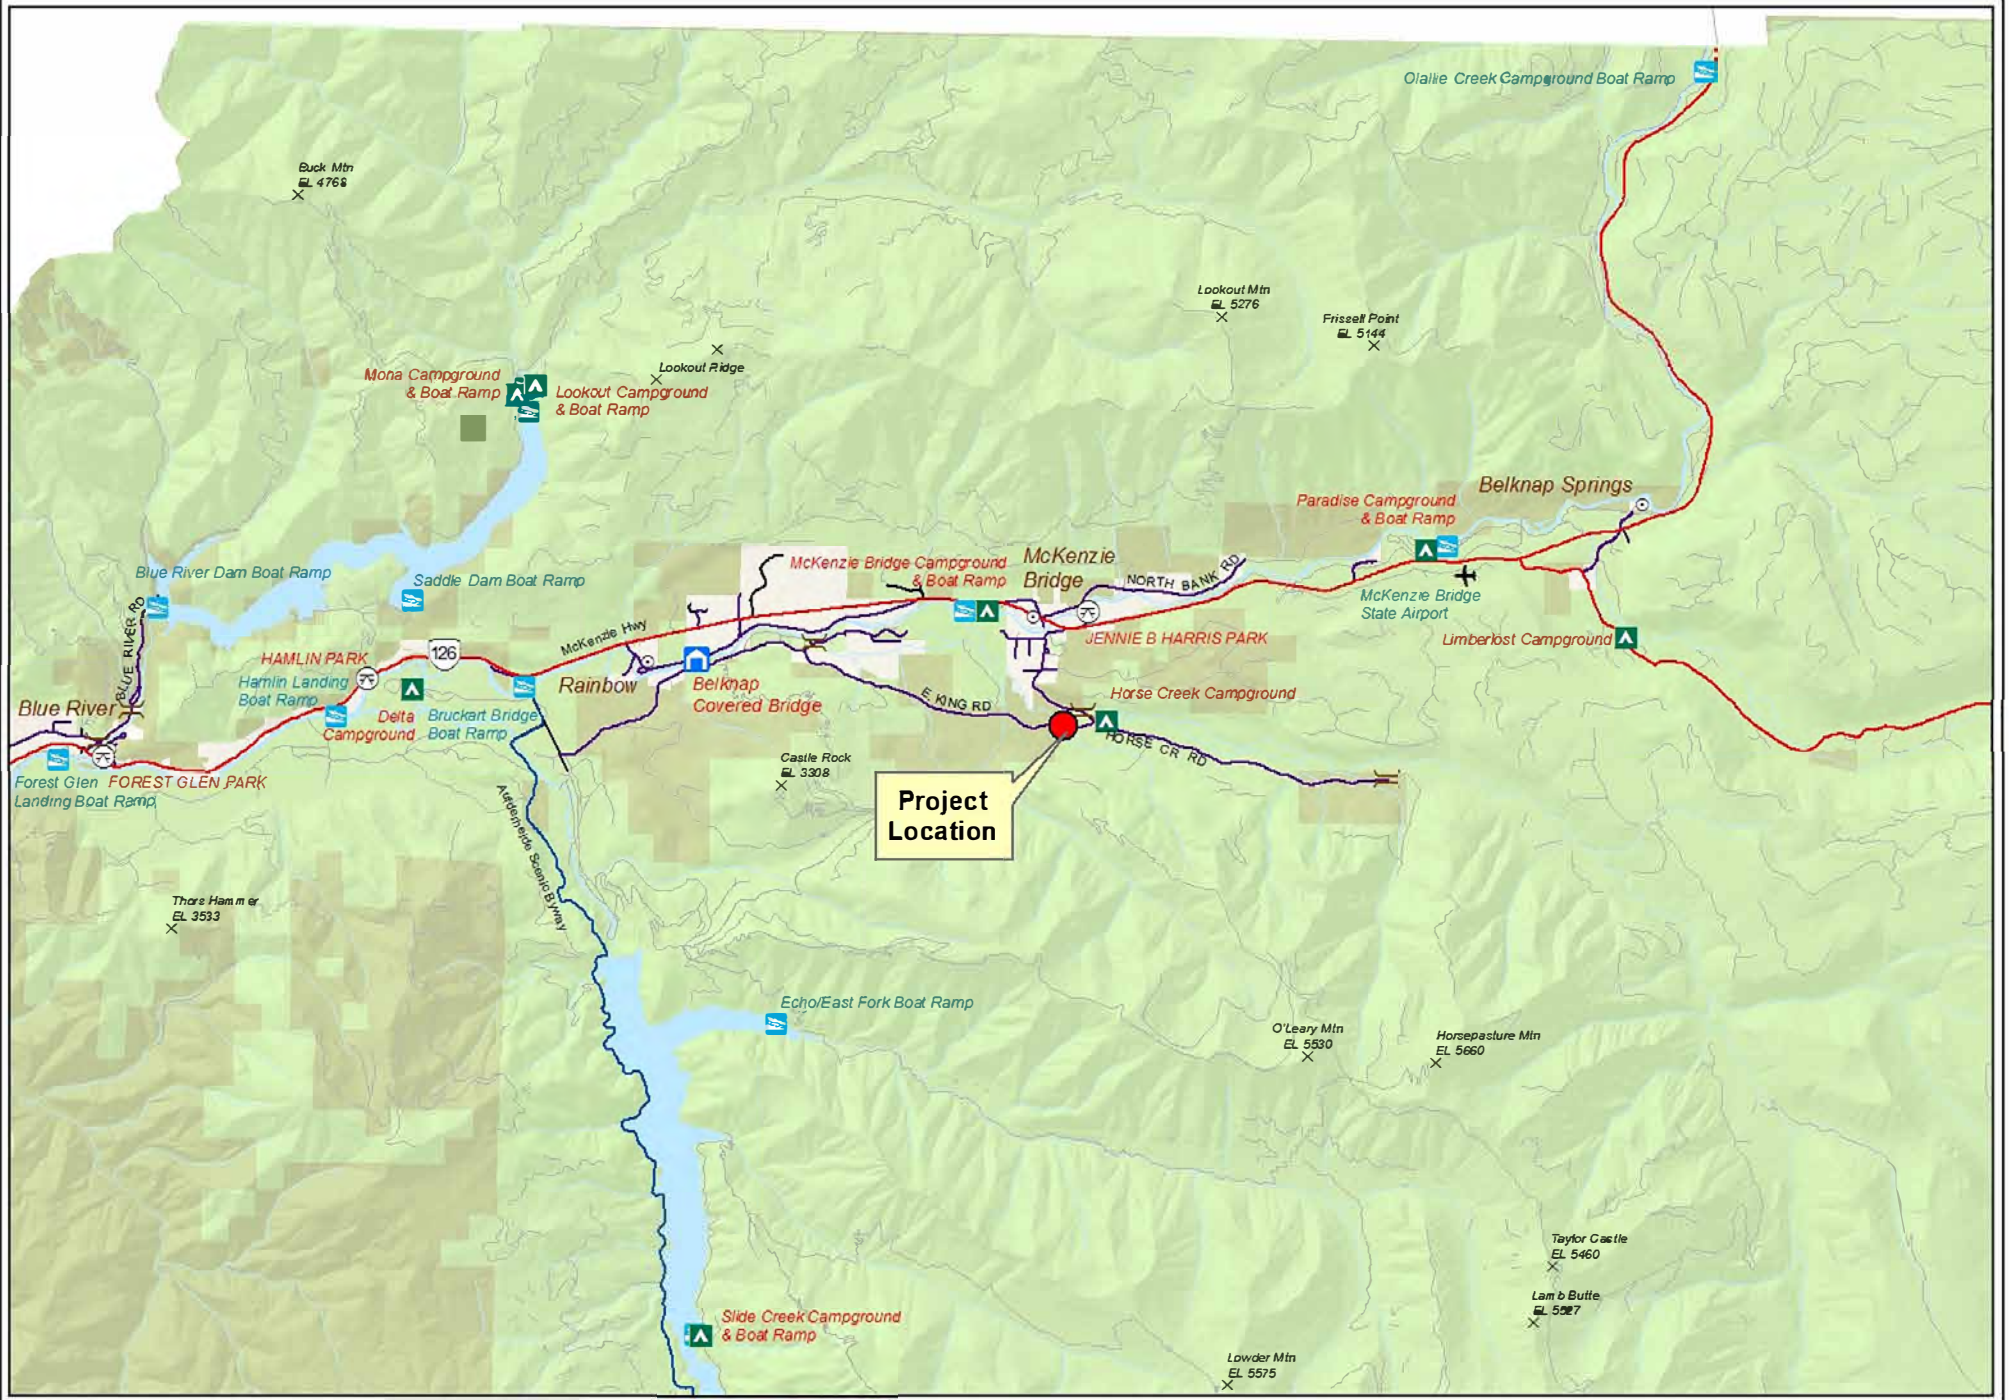 Olallie Creek Campground Boat Ramp
Buck Mtn
EL 4768
Lookout Mtn
EL 5276
Frissell Point
EL 5144
Lookout Ridge
Mona Campground
& Boat Ramp
Lookout Campground
& Boat Ramp
Belknap Springs
Paradise Campground
& Boat Ramp
McKenzie Bridge Campground
& Boat Ramp
McKenzie
Bridge
NORTH BANK RD
Blue River Dam Boat Ramp
Saddle Dam Boat Ramp
McKenzie Bridge
State Airport
BLUE RIVER RD
McKenzie Hwy
126
JENNIE B HARRIS PARK
Limberlost Campground
HAMLIN PARK
Hamlin Landing
Boat Ramp
Rainbow
Belknap
Covered Bridge
E KING RD
Horse Creek Campground
HORSE CR RD
Blue River
Delta
Campground
Bruckart Bridge
Boat Ramp
Castle Rock
EL 3308
Forest Glen
Landing Boat Ramp
FOREST GLEN PARK
Project
Location
Aufderheide Scenic Byway
Thors Hammer
EL 3533
Echo/East Fork Boat Ramp
O'Leary Mtn
EL 5530
Horsepasture Mtn
EL 5660
Taylor Castle
EL 5460
Lamb Butte
EL
Slide Creek Campground
& Boat Ramp
Lowder Mtn
EL 5575